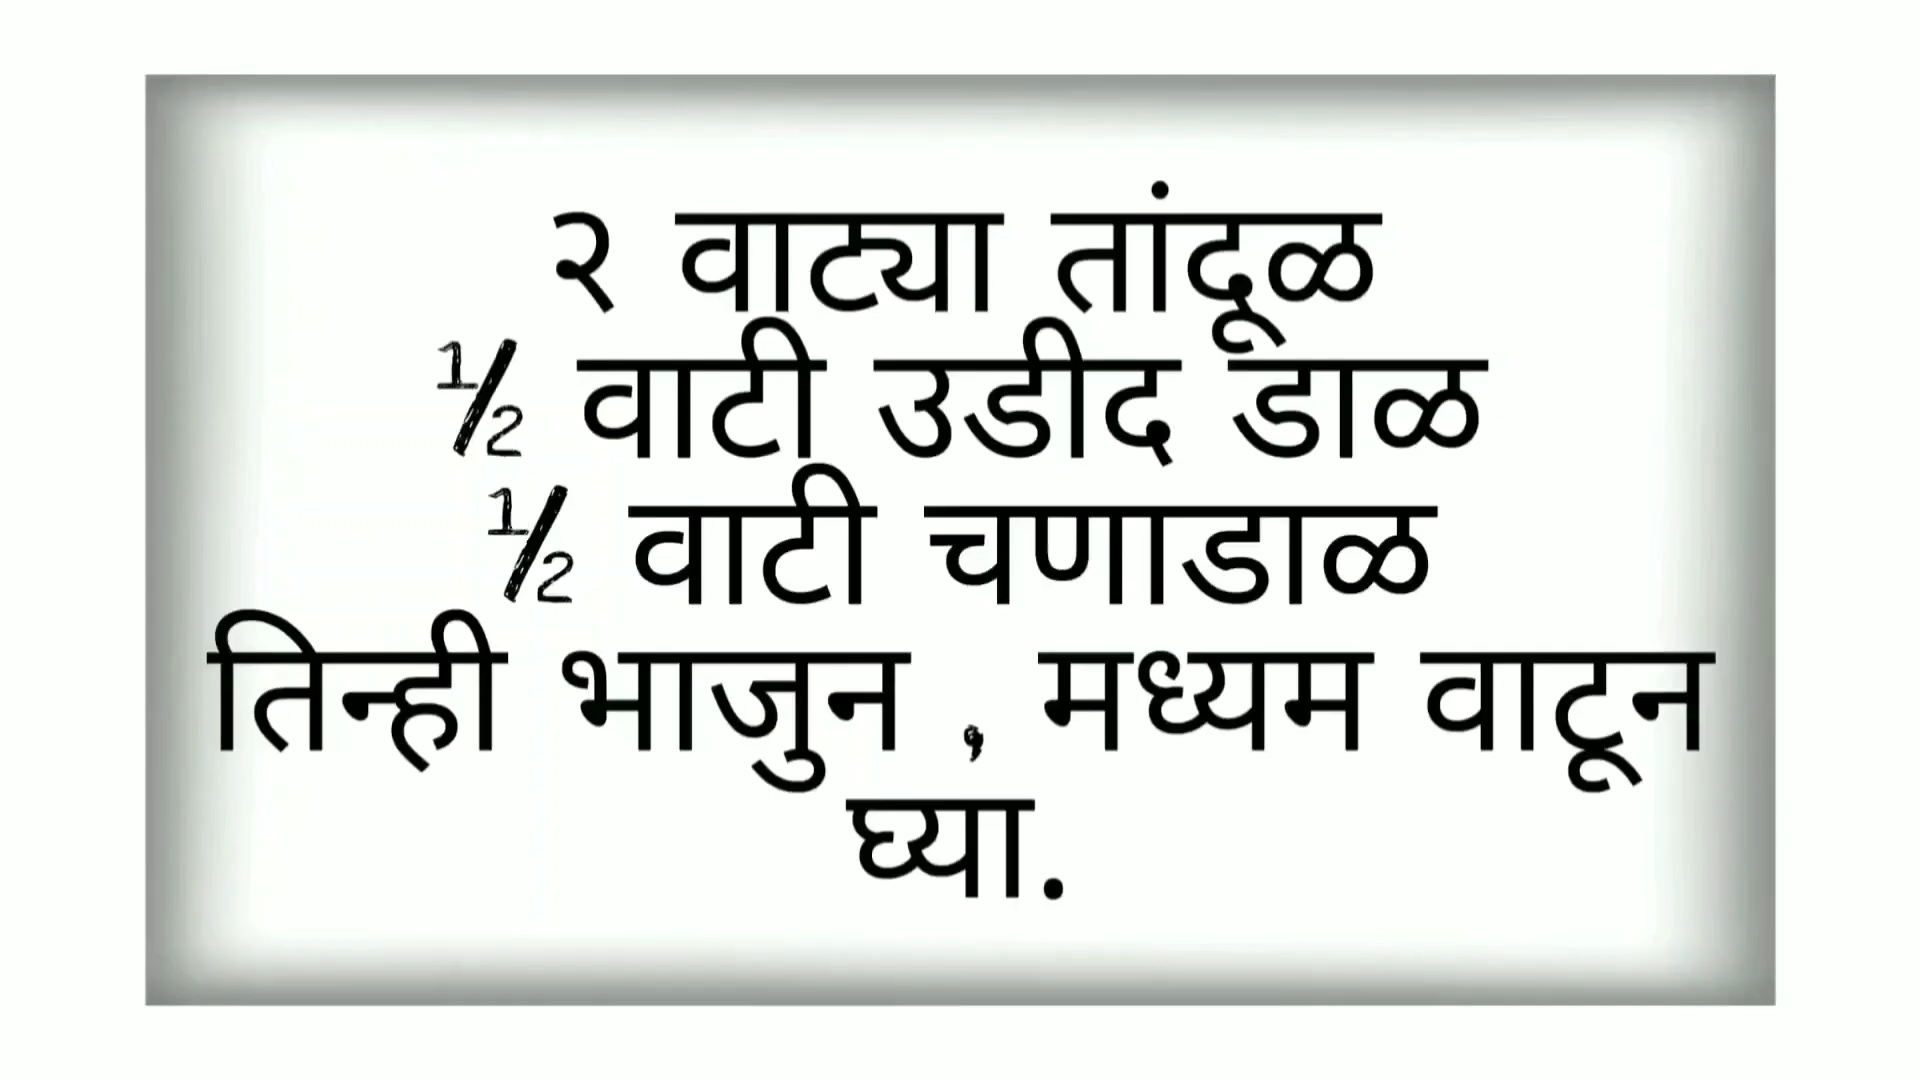 २ वाट्या तांदूळ
½ वाटी उडीद डाळ
½ वाटी चणाडाळ
तिन्ही भाजुन , मध्यम वाटून
घ्या.